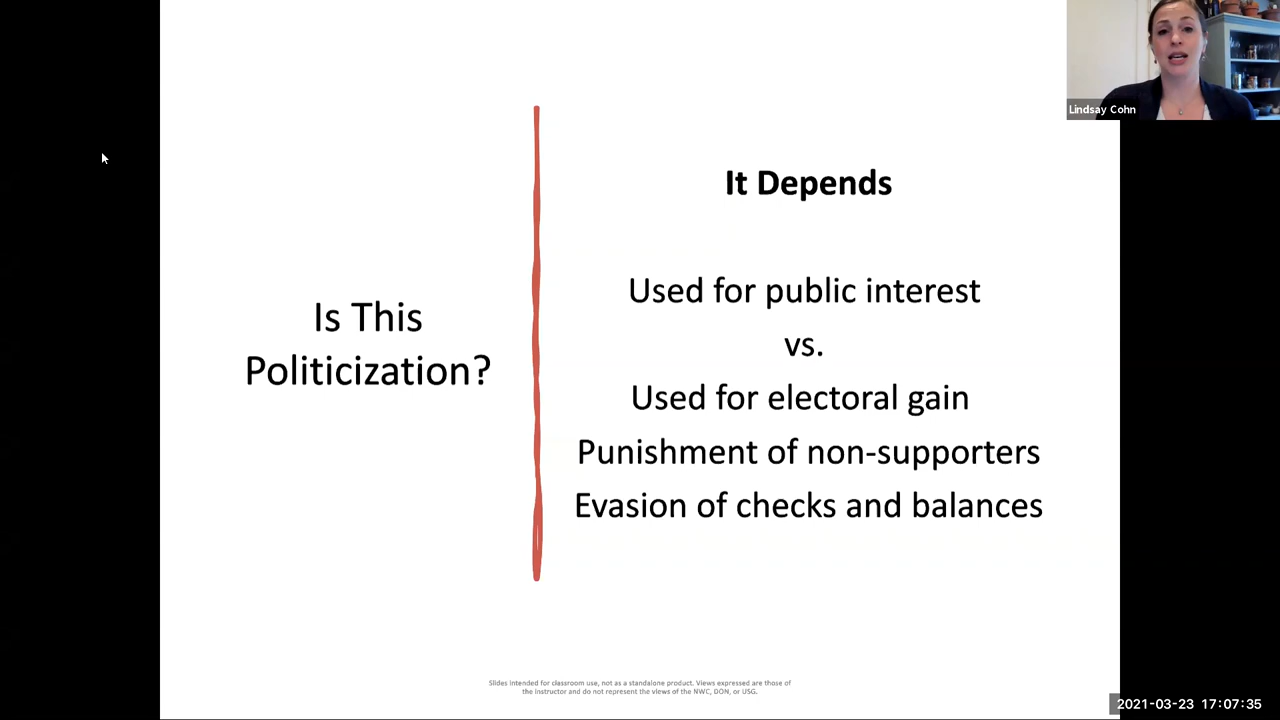 Lindsay Cohn
Is This
Politicization?
It Depends
Used for public interest
vs.
Used for electoral gain
Punishment of non-supporters
Evasion of checks and balances
Slides intended for classroom use, not as a standalone product. Views expressed are those of
the instructor and do not represent the views of the NWC, DON, or USG.
2021-03-23 17:07:35